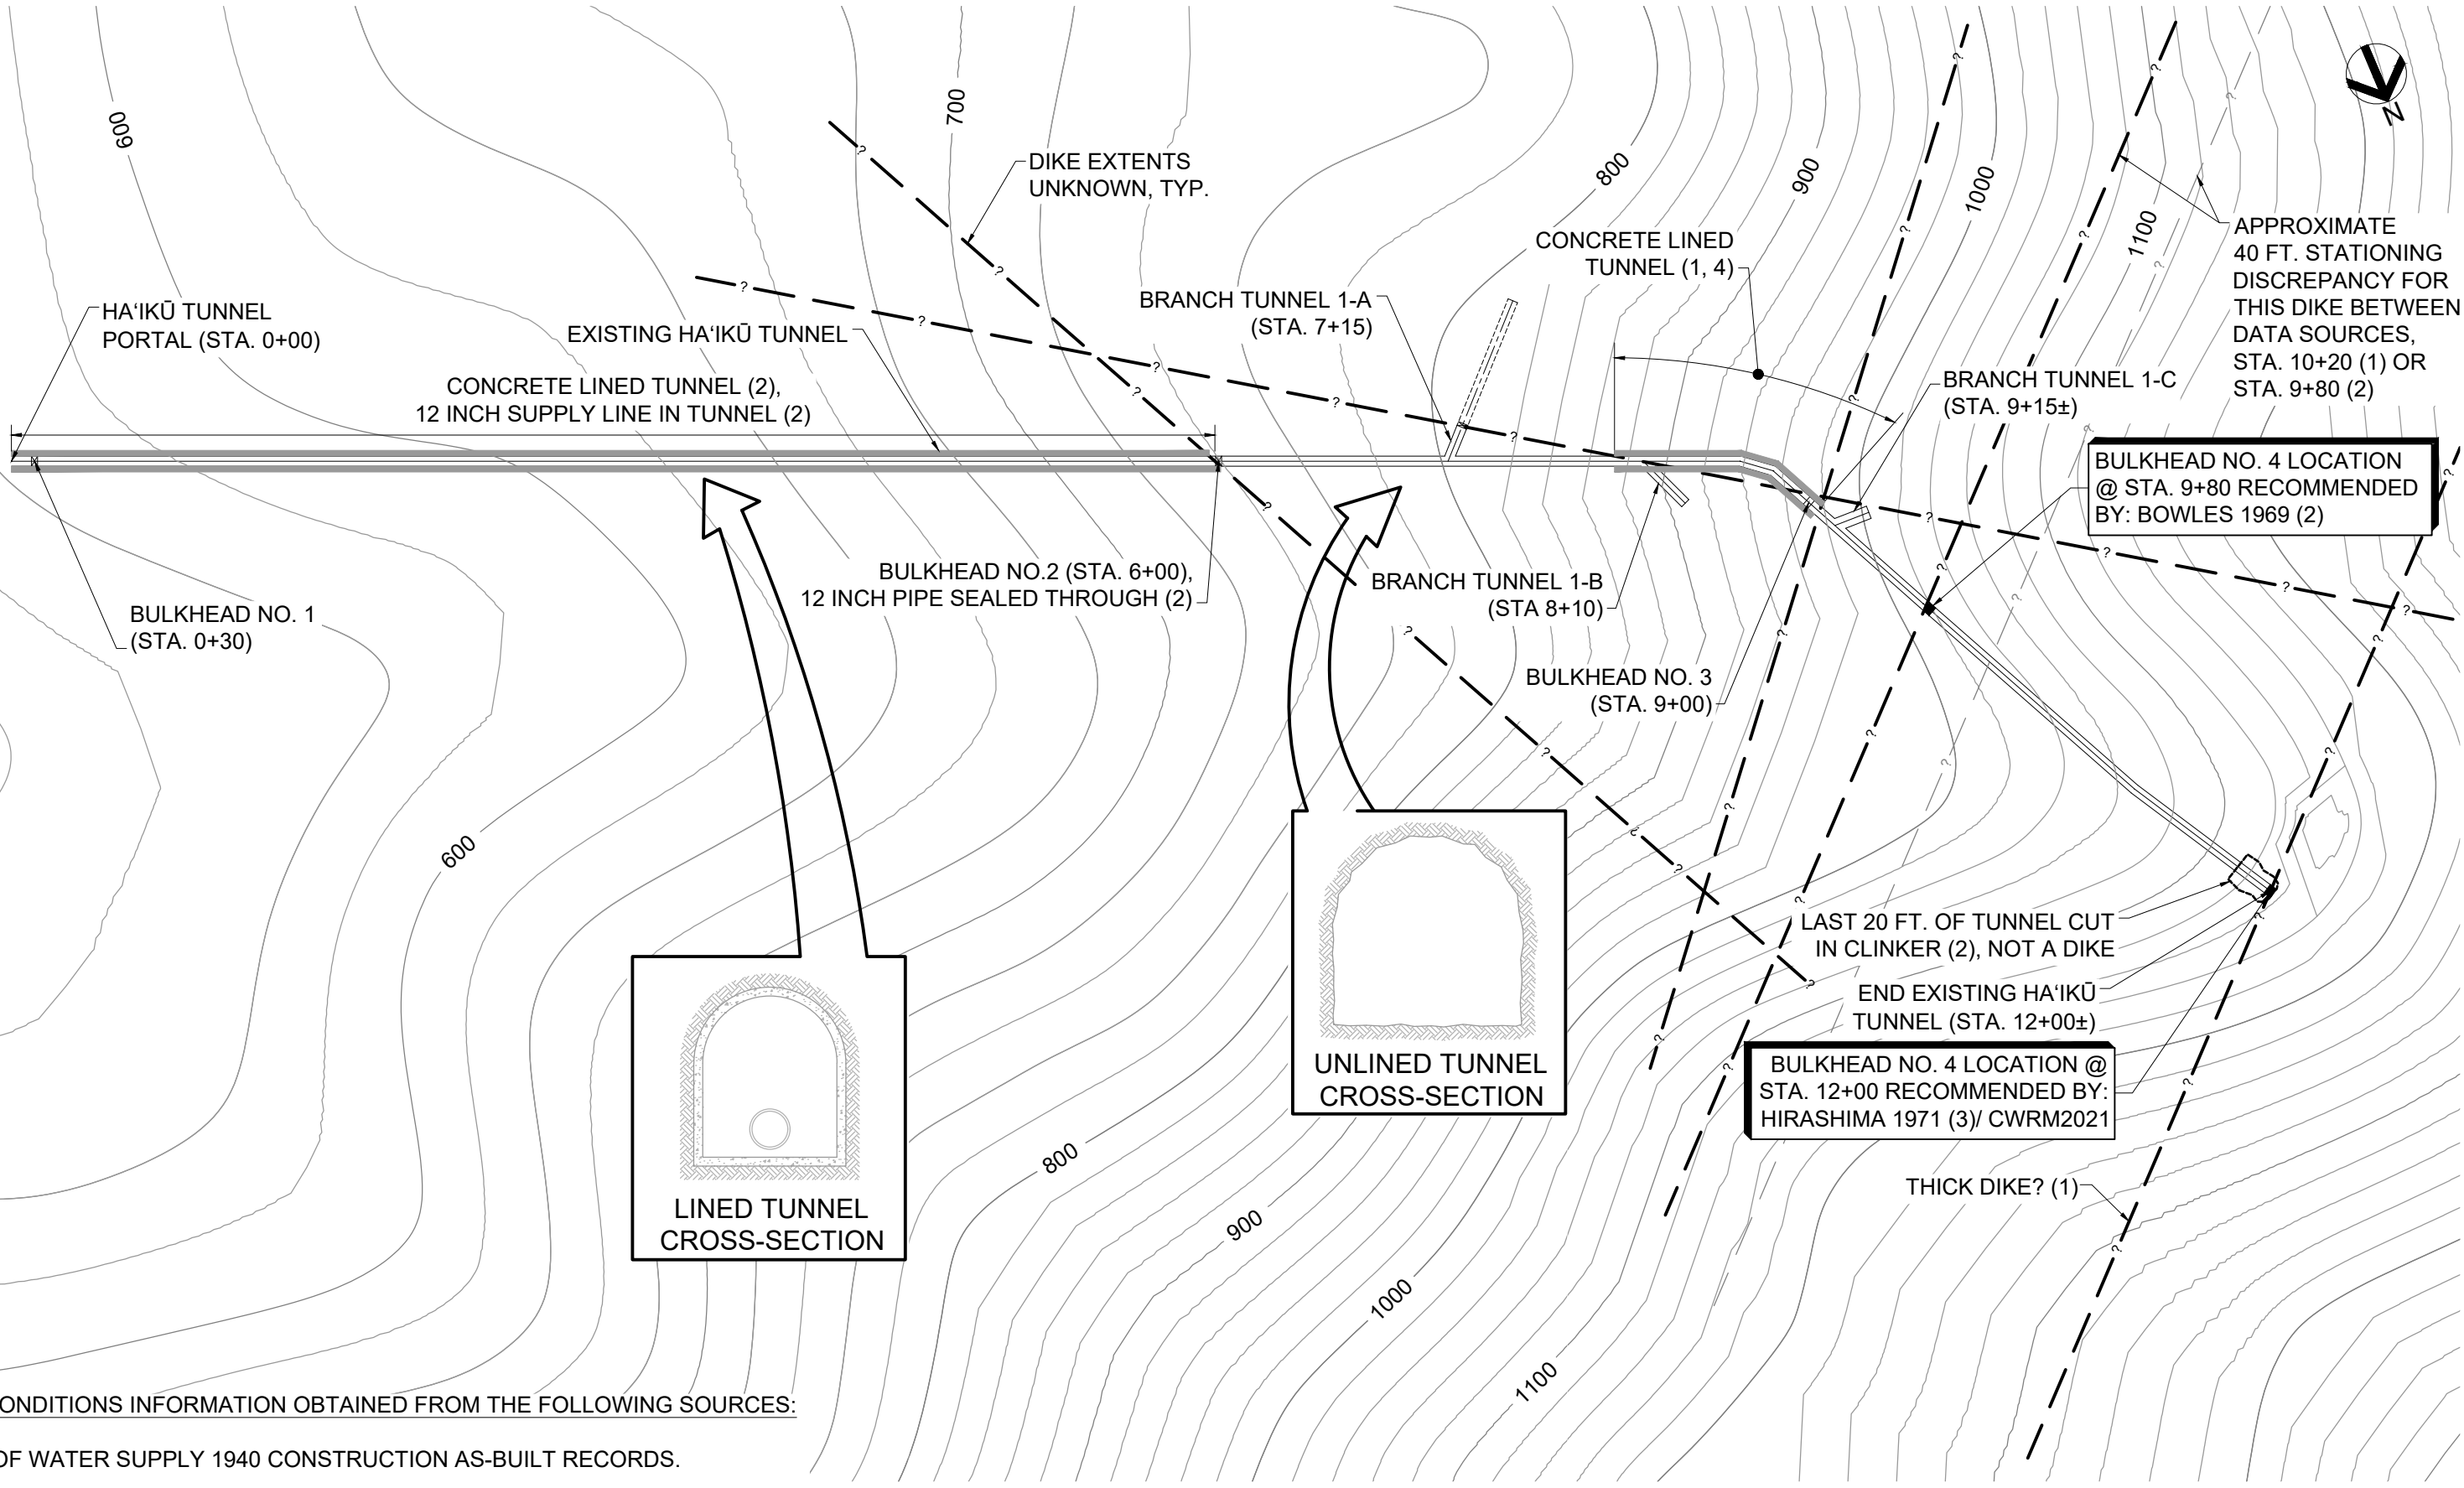 600
700
DIKE EXTENTS
UNKNOWN, TYP.
800
900
1000
1100
N
CONCRETE LINED
TUNNEL (1, 4)
APPROXIMATE
40 FT. STATIONING
DISCREPANCY FOR
THIS DIKE BETWEEN
DATA SOURCES,
STA. 10+20 (1) OR
STA. 9+80 (2)
HAʻIKŪ TUNNEL
PORTAL (STA. 0+00)
EXISTING HAʻIKŪ TUNNEL
BRANCH TUNNEL 1-A
(STA. 7+15)
CONCRETE LINED TUNNEL (2),
12 INCH SUPPLY LINE IN TUNNEL (2)
BRANCH TUNNEL 1-C
(STA. 9+15±)
BULKHEAD NO. 4 LOCATION
@ STA. 9+80 RECOMMENDED
BY: BOWLES 1969 (2)
BULKHEAD NO. 1
(STA. 0+30)
BULKHEAD NO.2 (STA. 6+00),
12 INCH PIPE SEALED THROUGH (2)
BRANCH TUNNEL 1-B
(STA 8+10)
BULKHEAD NO. 3
(STA. 9+00)
600
LAST 20 FT. OF TUNNEL CUT
IN CLINKER (2), NOT A DIKE
END EXISTING HAʻIKŪ
TUNNEL (STA. 12+00±)
BULKHEAD NO. 4 LOCATION @
STA. 12+00 RECOMMENDED BY:
HIRASHIMA 1971 (3)/ CWRM2021
UNLINED TUNNEL
CROSS-SECTION
LINED TUNNEL
CROSS-SECTION
THICK DIKE? (1)
800
900
1000
1100
ONDITIONS INFORMATION OBTAINED FROM THE FOLLOWING SOURCES:
OF WATER SUPPLY 1940 CONSTRUCTION AS-BUILT RECORDS.